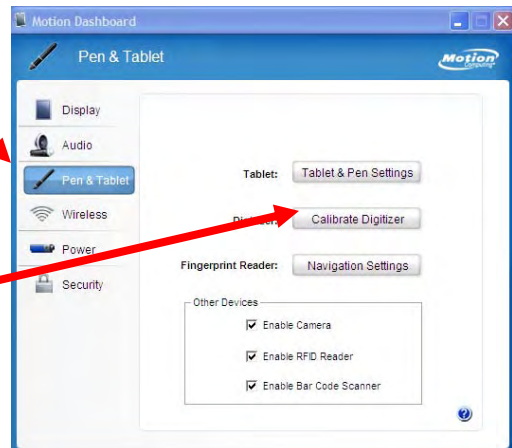 Motion Dashboard
Pen & Tablet
Motion
Computing
Display
Audio
Pen & Tablet
Wireless
Power
Security
Tablet: Tablet & Pen Settings
Calibrate Digitizer
Fingerprint Reader: Navigation Settings
Other Devices
Enable Camera
Enable RFID Reader
Enable Bar Code Scanner